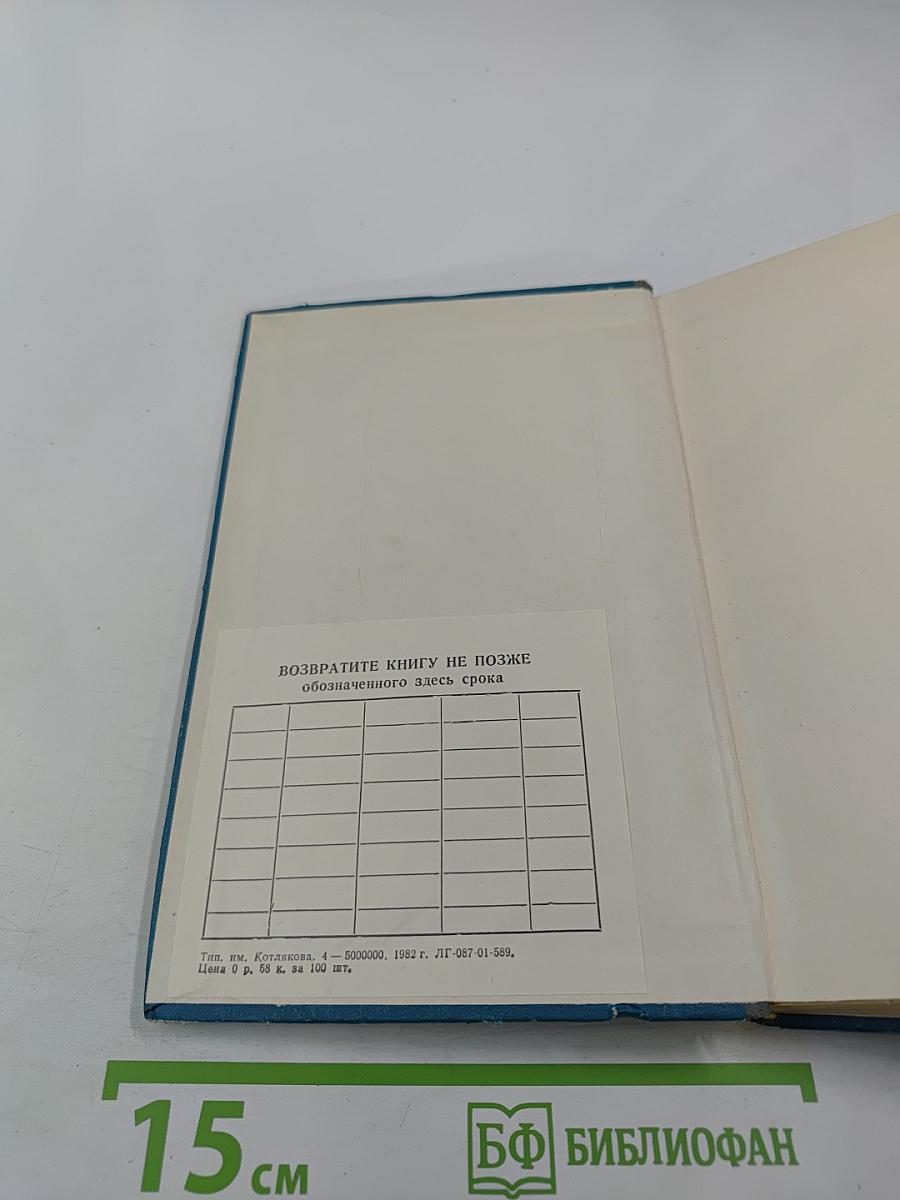 ВОЗВРАТИТЕ КНИГУ НЕ ПОЗЖЕ
обозначенного здесь срока
Тип. им. Котлякова. 4 — 5000000. 1982 г. ЛГ-087-01-589.
Цена 0 р. 58 к. за 100 шт.
15 см
БФ БИБЛИОФАН